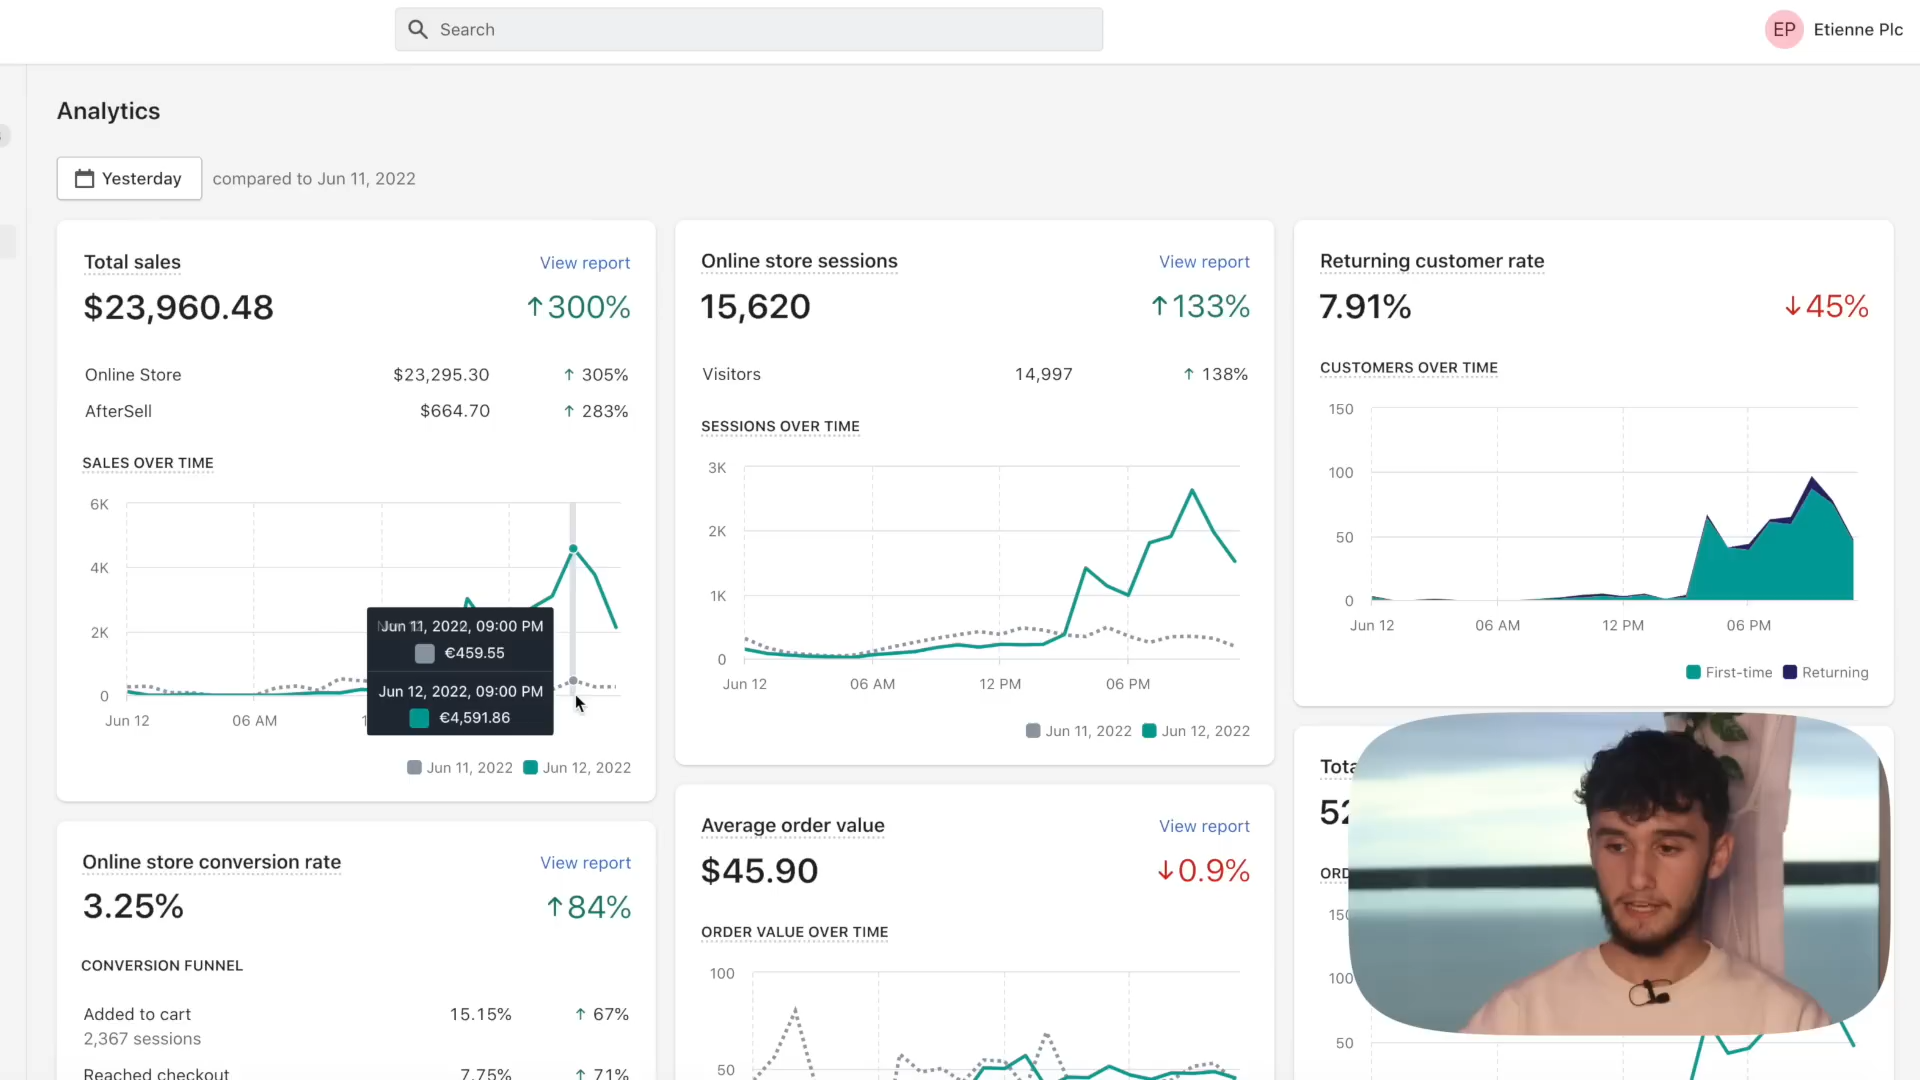 Search
EP Etienne Plc
Analytics
Yesterday compared to Jun 11, 2022
Total sales View report
$23,960.48 ↑300%
Online Store $23,295.30 ↑ 305%
AfterSell $664.70 ↑ 283%
SALES OVER TIME
6K
4K
2K
0
Jun 12 06 AM
Jun 11, 2022, 09:00 PM
€459.55
Jun 12, 2022, 09:00 PM
€4,591.86
Jun 11, 2022 Jun 12, 2022
Online store sessions View report
15,620 ↑133%
Visitors 14,997 ↑ 138%
SESSIONS OVER TIME
3K
2K
1K
0
Jun 12 06 AM 12 PM 06 PM
Jun 11, 2022 Jun 12, 2022
Returning customer rate
7.91% ↓45%
CUSTOMERS OVER TIME
150
100
50
0
Jun 12 06 AM 12 PM 06 PM
First-time Returning
Online store conversion rate View report
3.25% ↑84%
CONVERSION FUNNEL
Added to cart 15.15% ↑ 67%
2,367 sessions
Reached checkout 7.75% ↑ 71%
Average order value View report
$45.90 ↓0.9%
ORDER VALUE OVER TIME
100
50
100
50